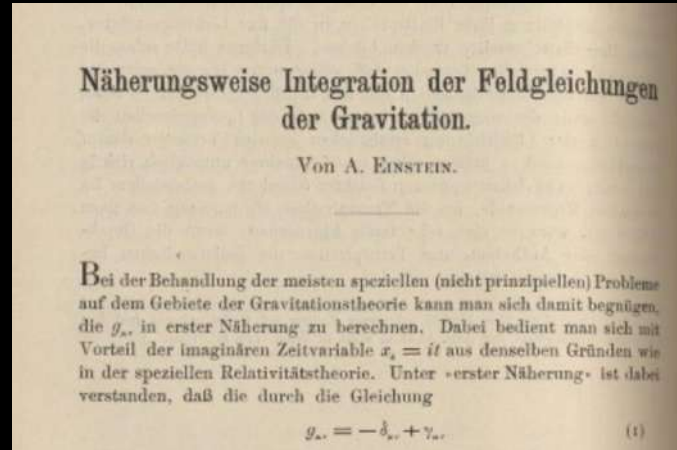 Näherungsweise Integration der Feldgleichungen
der Gravitation.
Von A. Einstein.
Bei der Behandlung der meisten speziellen (nicht prinzipiellen) Probleme
auf dem Gebiete der Gravitationstheorie kann man sich damit begnügen,
die g_μν in erster Näherung zu berechnen. Dabei bedient man sich mit
Vorteil der imaginären Zeitvariable x₄ = it aus denselben Gründen wie
in der speziellen Relativitätstheorie. Unter »erster Näherung« ist dabei
verstanden, daß die durch die Gleichung
g_μν = −δ_μν + γ_μν (1)